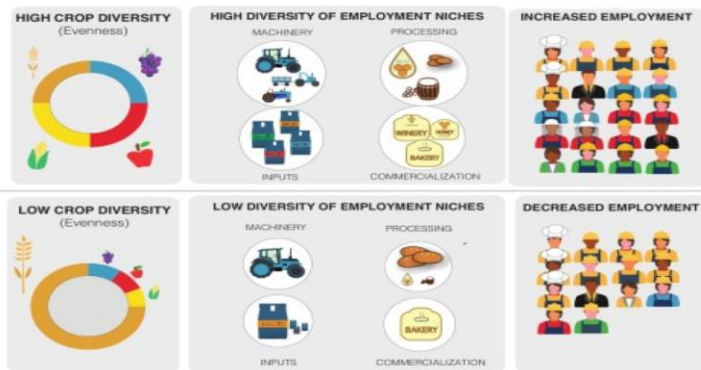 HIGH CROP DIVERSITY
(Evenness)
HIGH DIVERSITY OF EMPLOYMENT NICHES
MACHINERY
PROCESSING
WINERY
HONEY
BAKERY
INPUTS
COMMERCIALIZATION
INCREASED EMPLOYMENT
LOW CROP DIVERSITY
(Evenness)
LOW DIVERSITY OF EMPLOYMENT NICHES
MACHINERY
PROCESSING
BAKERY
INPUTS
COMMERCIALIZATION
DECREASED EMPLOYMENT